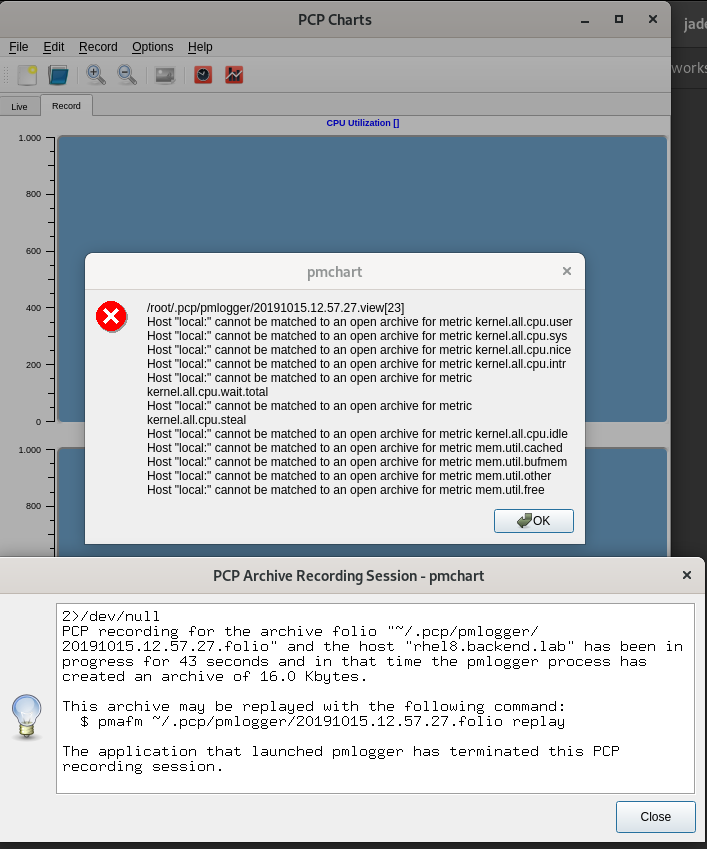 PCP Charts
jade
File Edit Record Options Help
works
Live Record
CPU Utilization []
1.000
800
600
400
200
0
1.000
800
pmchart
/root/.pcp/pmlogger/20191015.12.57.27.view[23]
Host "local:" cannot be matched to an open archive for metric kernel.all.cpu.user
Host "local:" cannot be matched to an open archive for metric kernel.all.cpu.sys
Host "local:" cannot be matched to an open archive for metric kernel.all.cpu.nice
Host "local:" cannot be matched to an open archive for metric kernel.all.cpu.intr
Host "local:" cannot be matched to an open archive for metric
kernel.all.cpu.wait.total
Host "local:" cannot be matched to an open archive for metric
kernel.all.cpu.steal
Host "local:" cannot be matched to an open archive for metric kernel.all.cpu.idle
Host "local:" cannot be matched to an open archive for metric mem.util.cached
Host "local:" cannot be matched to an open archive for metric mem.util.bufmem
Host "local:" cannot be matched to an open archive for metric mem.util.other
Host "local:" cannot be matched to an open archive for metric mem.util.free
OK
PCP Archive Recording Session - pmchart
2>/dev/null
PCP recording for the archive folio "~/.pcp/pmlogger/
20191015.12.57.27.folio" and the host "rhel8.backend.lab" has been in
progress for 43 seconds and in that time the pmlogger process has
created an archive of 16.0 Kbytes.
This archive may be replayed with the following command:
$ pmafm ~/.pcp/pmlogger/20191015.12.57.27.folio replay
The application that launched pmlogger has terminated this PCP
recording session.
Close